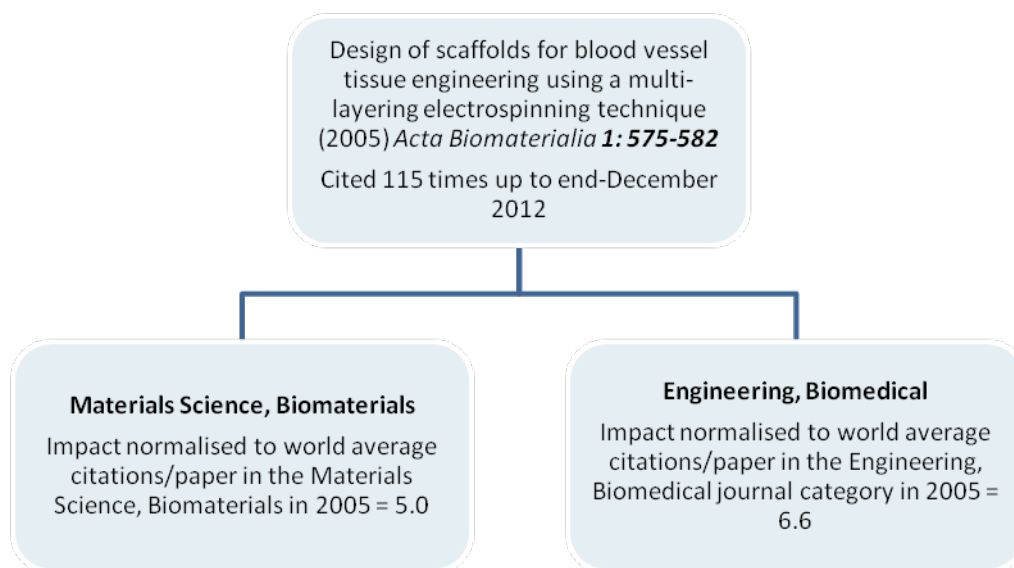 Design of scaffolds for blood vessel
tissue engineering using a multi-
layering electrospinning technique
(2005) Acta Biomaterialia 1: 575-582
Cited 115 times up to end-December
2012
Materials Science, Biomaterials
Impact normalised to world average
citations/paper in the Materials
Science, Biomaterials in 2005 = 5.0
Engineering, Biomedical
Impact normalised to world average
citations/paper in the Engineering,
Biomedical journal category in 2005 =
6.6